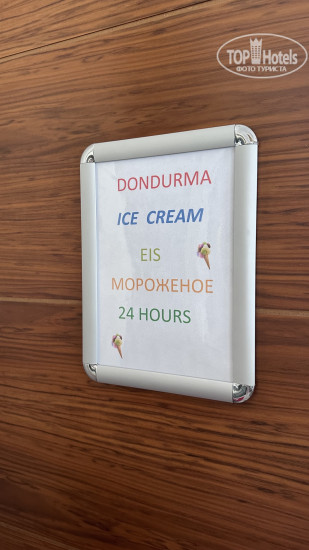 TOP Hotels
ФОТО ТУРИСТА
DONDURMA
ICE CREAM
EIS
МОРОЖЕНОЕ
24 HOURS